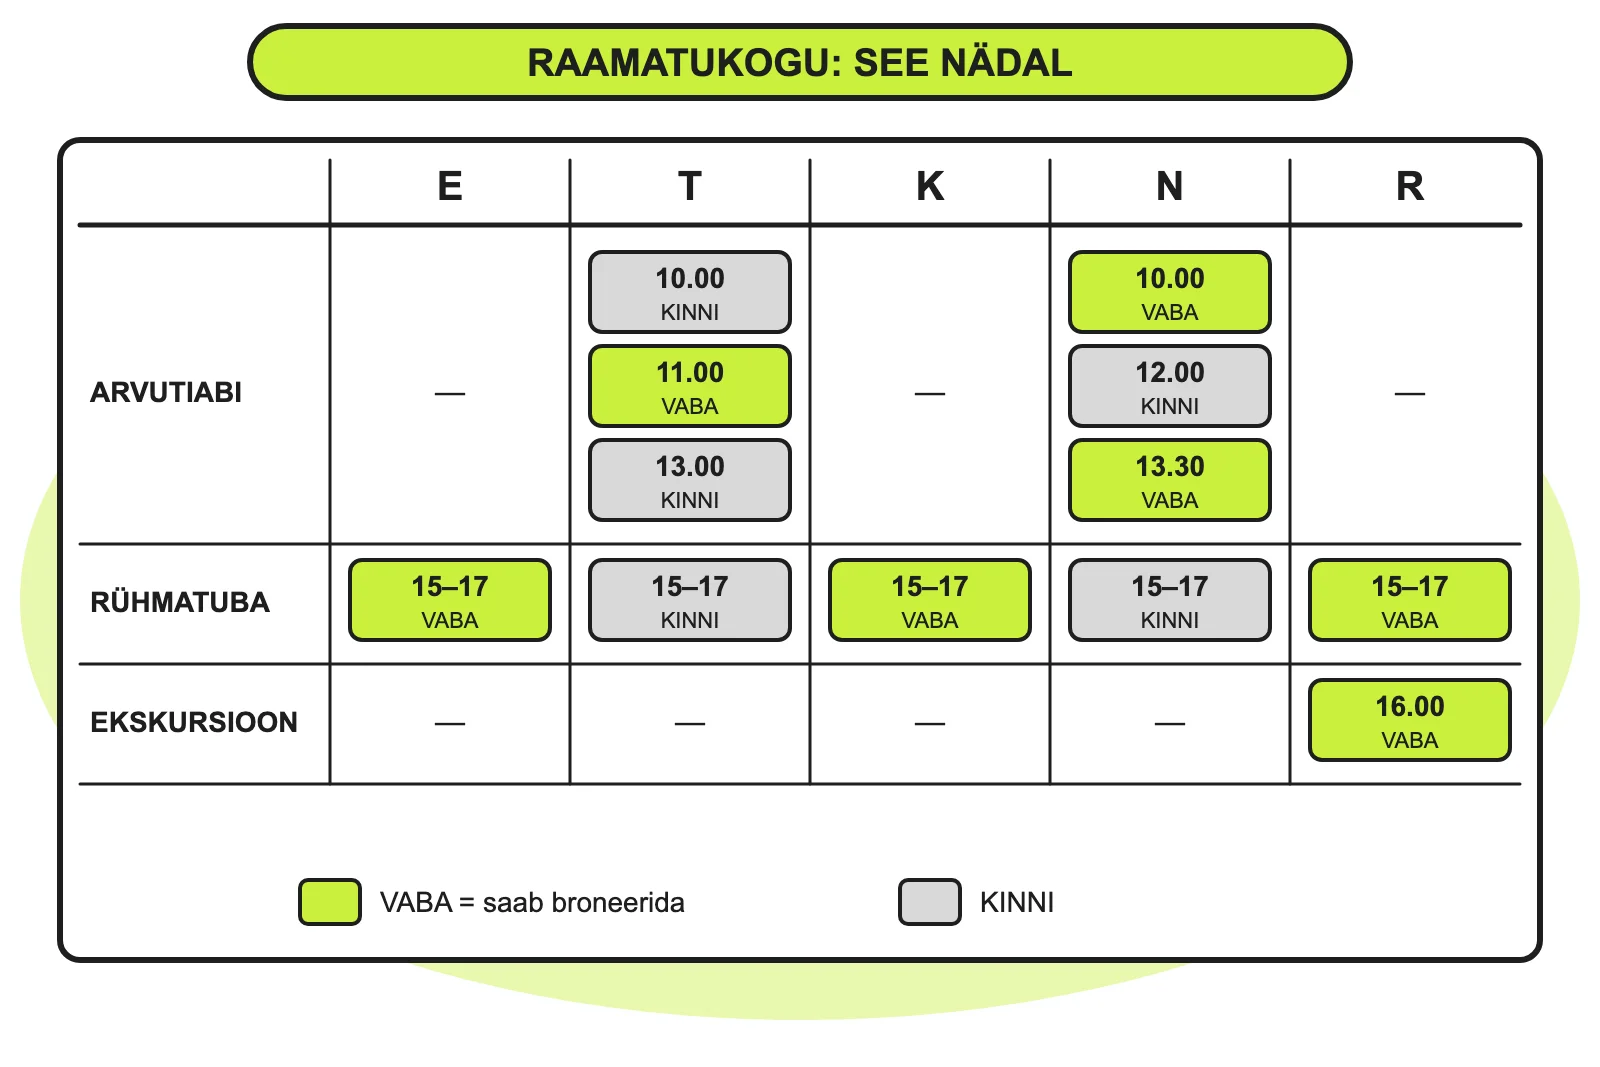 RAAMATUKOGU: SEE NÄDAL
E T K N R
ARVUTIABI
—
10.00
KINNI
11.00
VABA
13.00
KINNI
—
10.00
VABA
12.00
KINNI
13.30
VABA
—
RÜHMATUBA
15–17
VABA
15–17
KINNI
15–17
VABA
15–17
KINNI
15–17
VABA
EKSKURSIOON
—
—
—
—
16.00
VABA
VABA = saab broneerida
KINNI